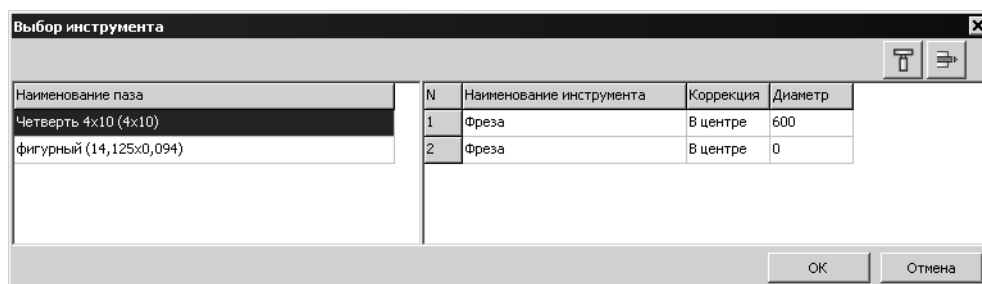 Выбор инструмента
Наименование паза
Четверть 4x10 (4x10)
фигурный (14,125x0,094)
N Наименование инструмента Коррекция Диаметр
1 Фреза В центре 600
2 Фреза В центре 0
ОК Отмена